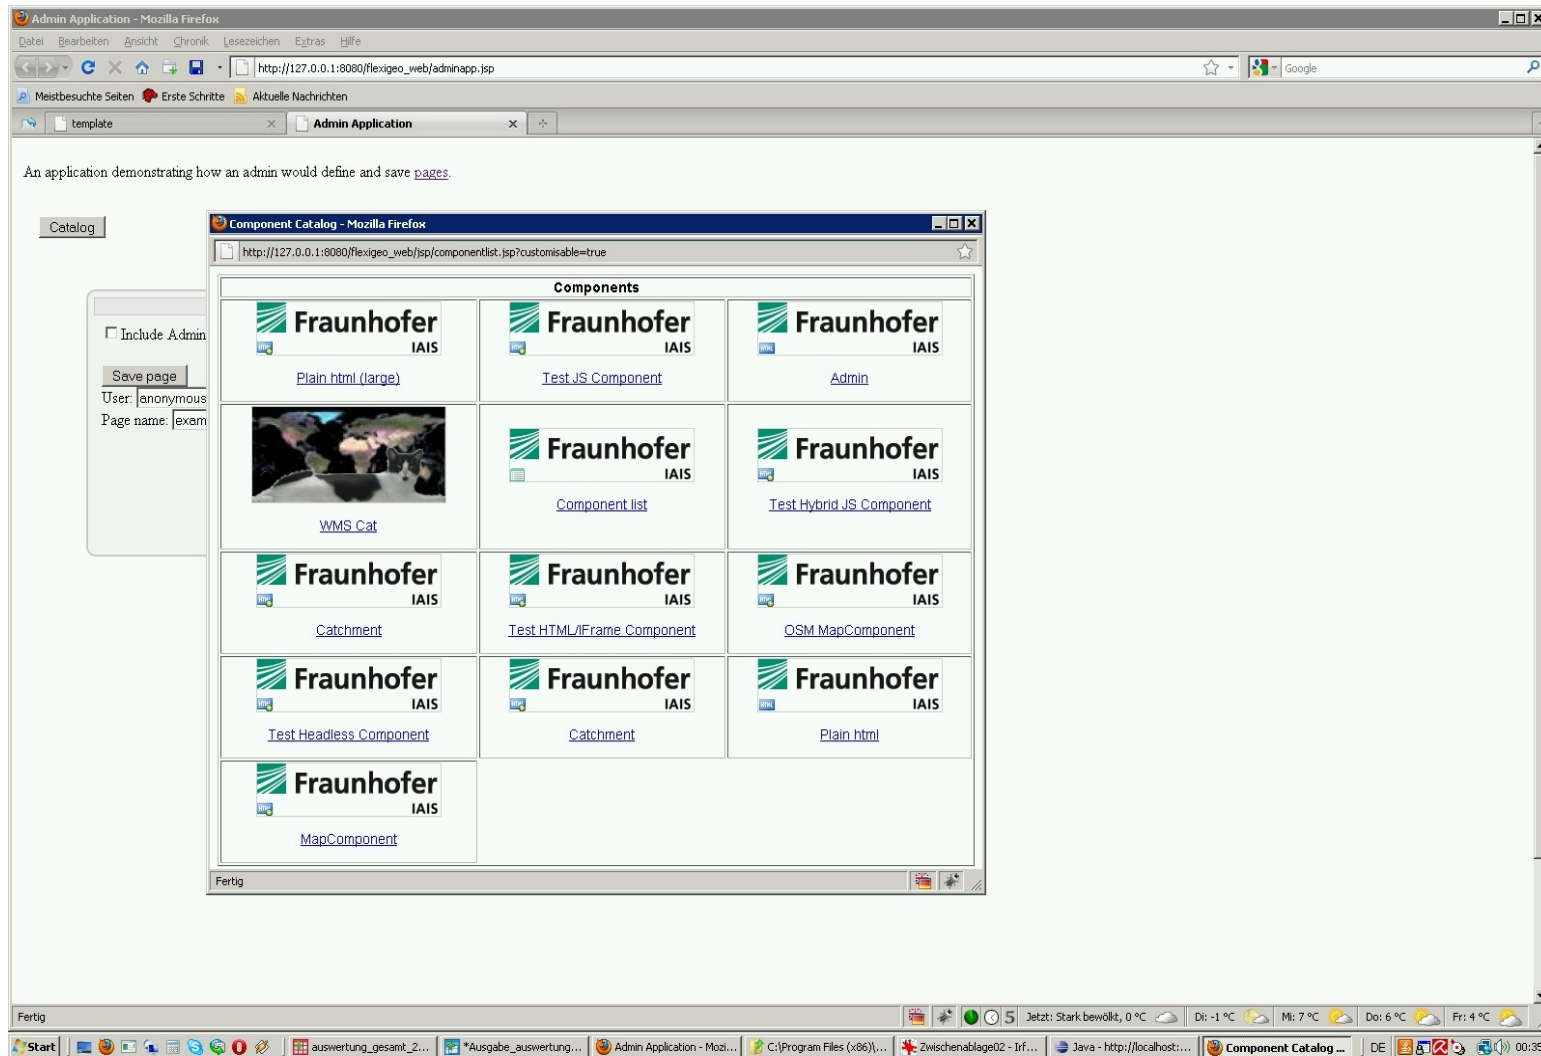 Admin Application - Mozilla Firefox
Datei Bearbeiten Ansicht Chronik Lesezeichen Extras Hilfe
http://127.0.0.1:8080/flexigeo_web/adminapp.jsp
Google
Meistbesuchte Seiten Erste Schritte Aktuelle Nachrichten
template Admin Application
An application demonstrating how an admin would define and save pages.
Catalog
Include Admin
Save page
User: anonymous
Page name: exam
Component Catalog - Mozilla Firefox
http://127.0.0.1:8080/flexigeo_web/jsp/componentlist.jsp?customisable=true
Components
Fraunhofer Fraunhofer Fraunhofer
IAIS IAIS IAIS
Plain html (large) Test JS Component Admin
Fraunhofer Fraunhofer
IAIS IAIS
WMS Cat Component list Test Hybrid JS Component
Fraunhofer Fraunhofer Fraunhofer
IAIS IAIS IAIS
Catchment Test HTML/IFrame Component OSM MapComponent
Fraunhofer Fraunhofer Fraunhofer
IAIS IAIS IAIS
Test Headless Component Catchment Plain html
Fraunhofer
IAIS
MapComponent
Fertig
Fertig
5 Jetzt: Stark bewölkt, 0 °C Di: -1 °C Mi: 7 °C Do: 6 °C Fr: 4 °C
Start auswertung_gesamt_2... *Ausgabe_auswertung... Admin Application - Mozi... C:\Program Files (x86)\... Zwischenablage02 - Irf... Java - http://localhost:... Component Catalog ... DE 00:35